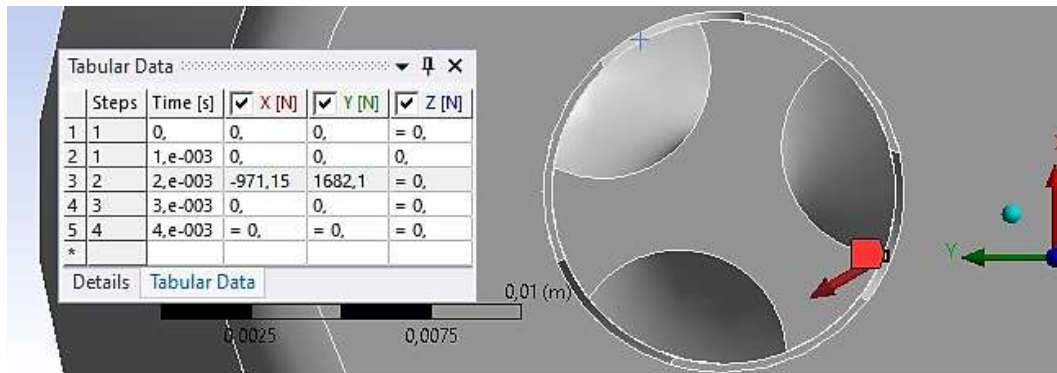 Tabular Data
Steps Time [s] X [N] Y [N] Z [N]
1 1 0, 0, 0, = 0,
2 1 1,e-003 0, 0, 0,
3 2 2,e-003 -971,15 1682,1 = 0,
4 3 3,e-003 0, 0, = 0,
5 4 4,e-003 = 0, = 0, = 0,
*
Details Tabular Data
0,01 (m)
0,0025 0,0075
Y